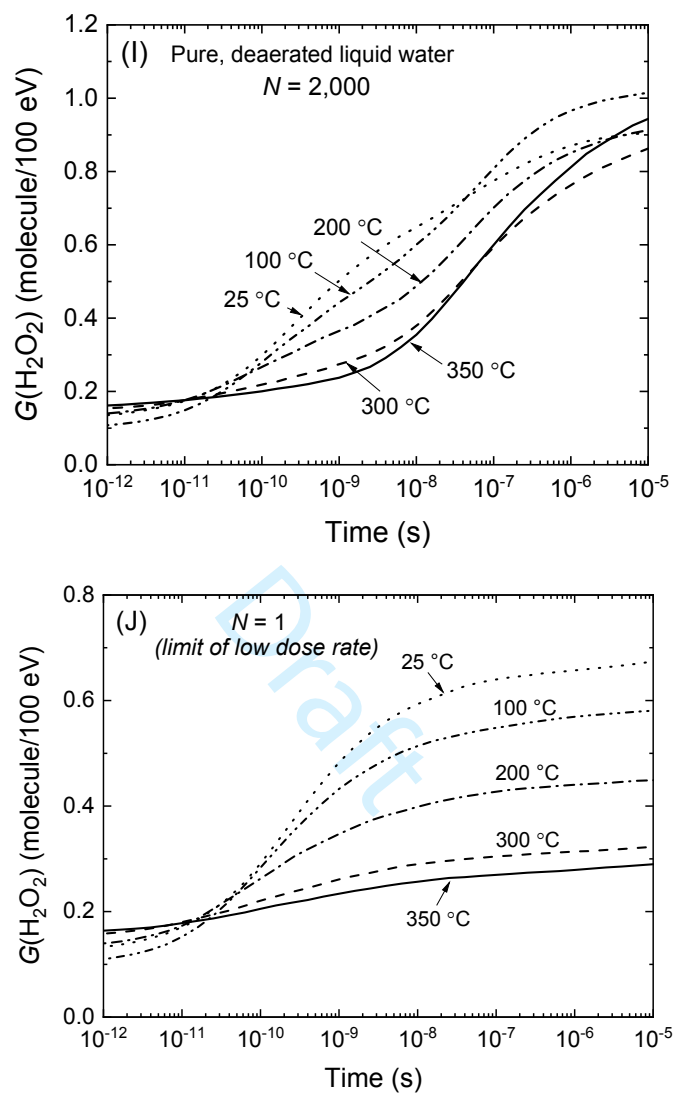 (I) Pure, deaerated liquid water
N = 2,000
1.2
1.0
0.8
0.6
0.4
0.2
0.0
G(H₂O₂) (molecule/100 eV)
200 °C
100 °C
25 °C
350 °C
300 °C
10⁻¹² 10⁻¹¹ 10⁻¹⁰ 10⁻⁹ 10⁻⁸ 10⁻⁷ 10⁻⁶ 10⁻⁵
Time (s)
Draft
(J) N = 1
(limit of low dose rate)
0.8
0.6
0.4
0.2
0.0
G(H₂O₂) (molecule/100 eV)
25 °C
100 °C
200 °C
300 °C
350 °C
10⁻¹² 10⁻¹¹ 10⁻¹⁰ 10⁻⁹ 10⁻⁸ 10⁻⁷ 10⁻⁶ 10⁻⁵
Time (s)